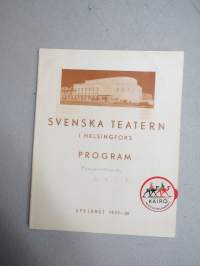 SVENSKA TEATERN
I HELSINGFORS
PROGRAM
KAIRO
SPELÅRET 1937-38